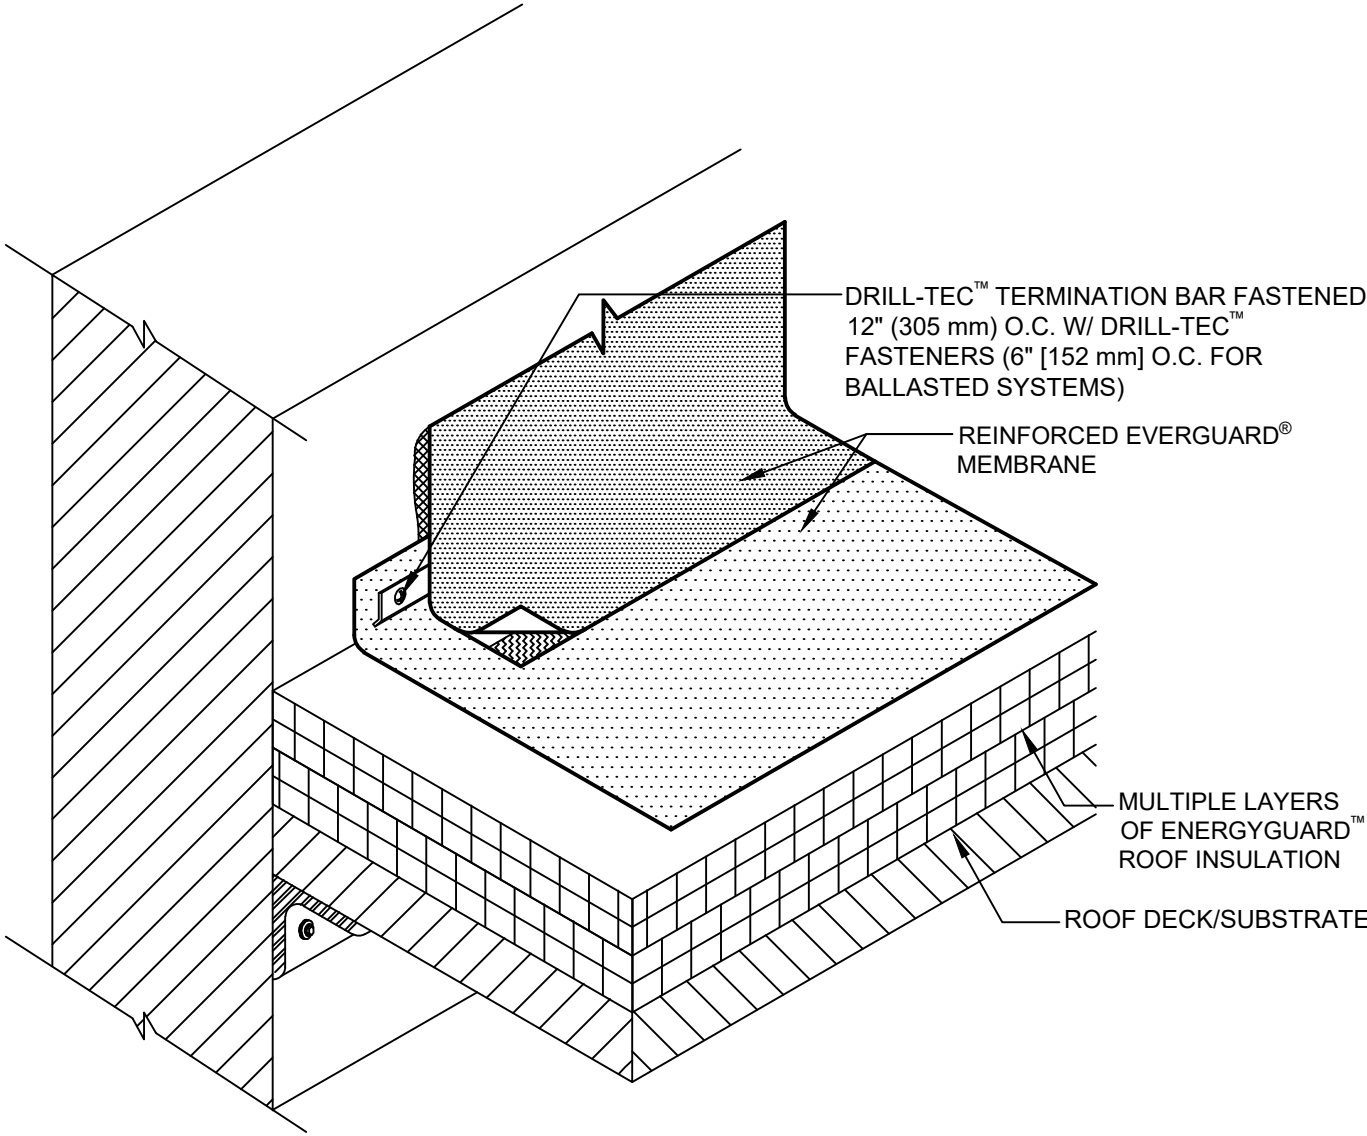 DRILL-TEC™ TERMINATION BAR FASTENED
12" (305 mm) O.C. W/ DRILL-TEC™
FASTENERS (6" [152 mm] O.C. FOR
BALLASTED SYSTEMS)
REINFORCED EVERGUARD®
MEMBRANE
MULTIPLE LAYERS
OF ENERGYGUARD™
ROOF INSULATION
ROOF DECK/SUBSTRATE